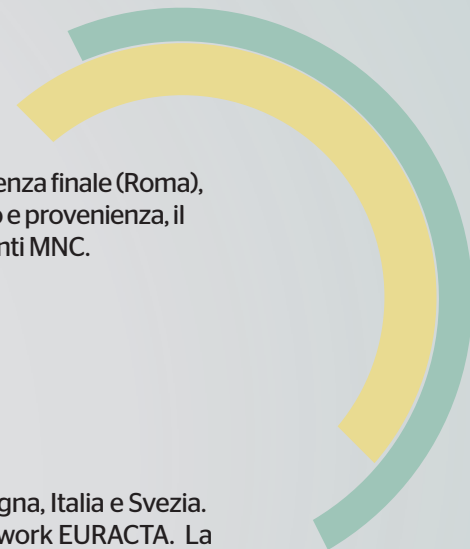 enza finale (Roma),
o e provenienza, il
nti MNC.
gna, Italia e Svezia.
work EURACTA. La